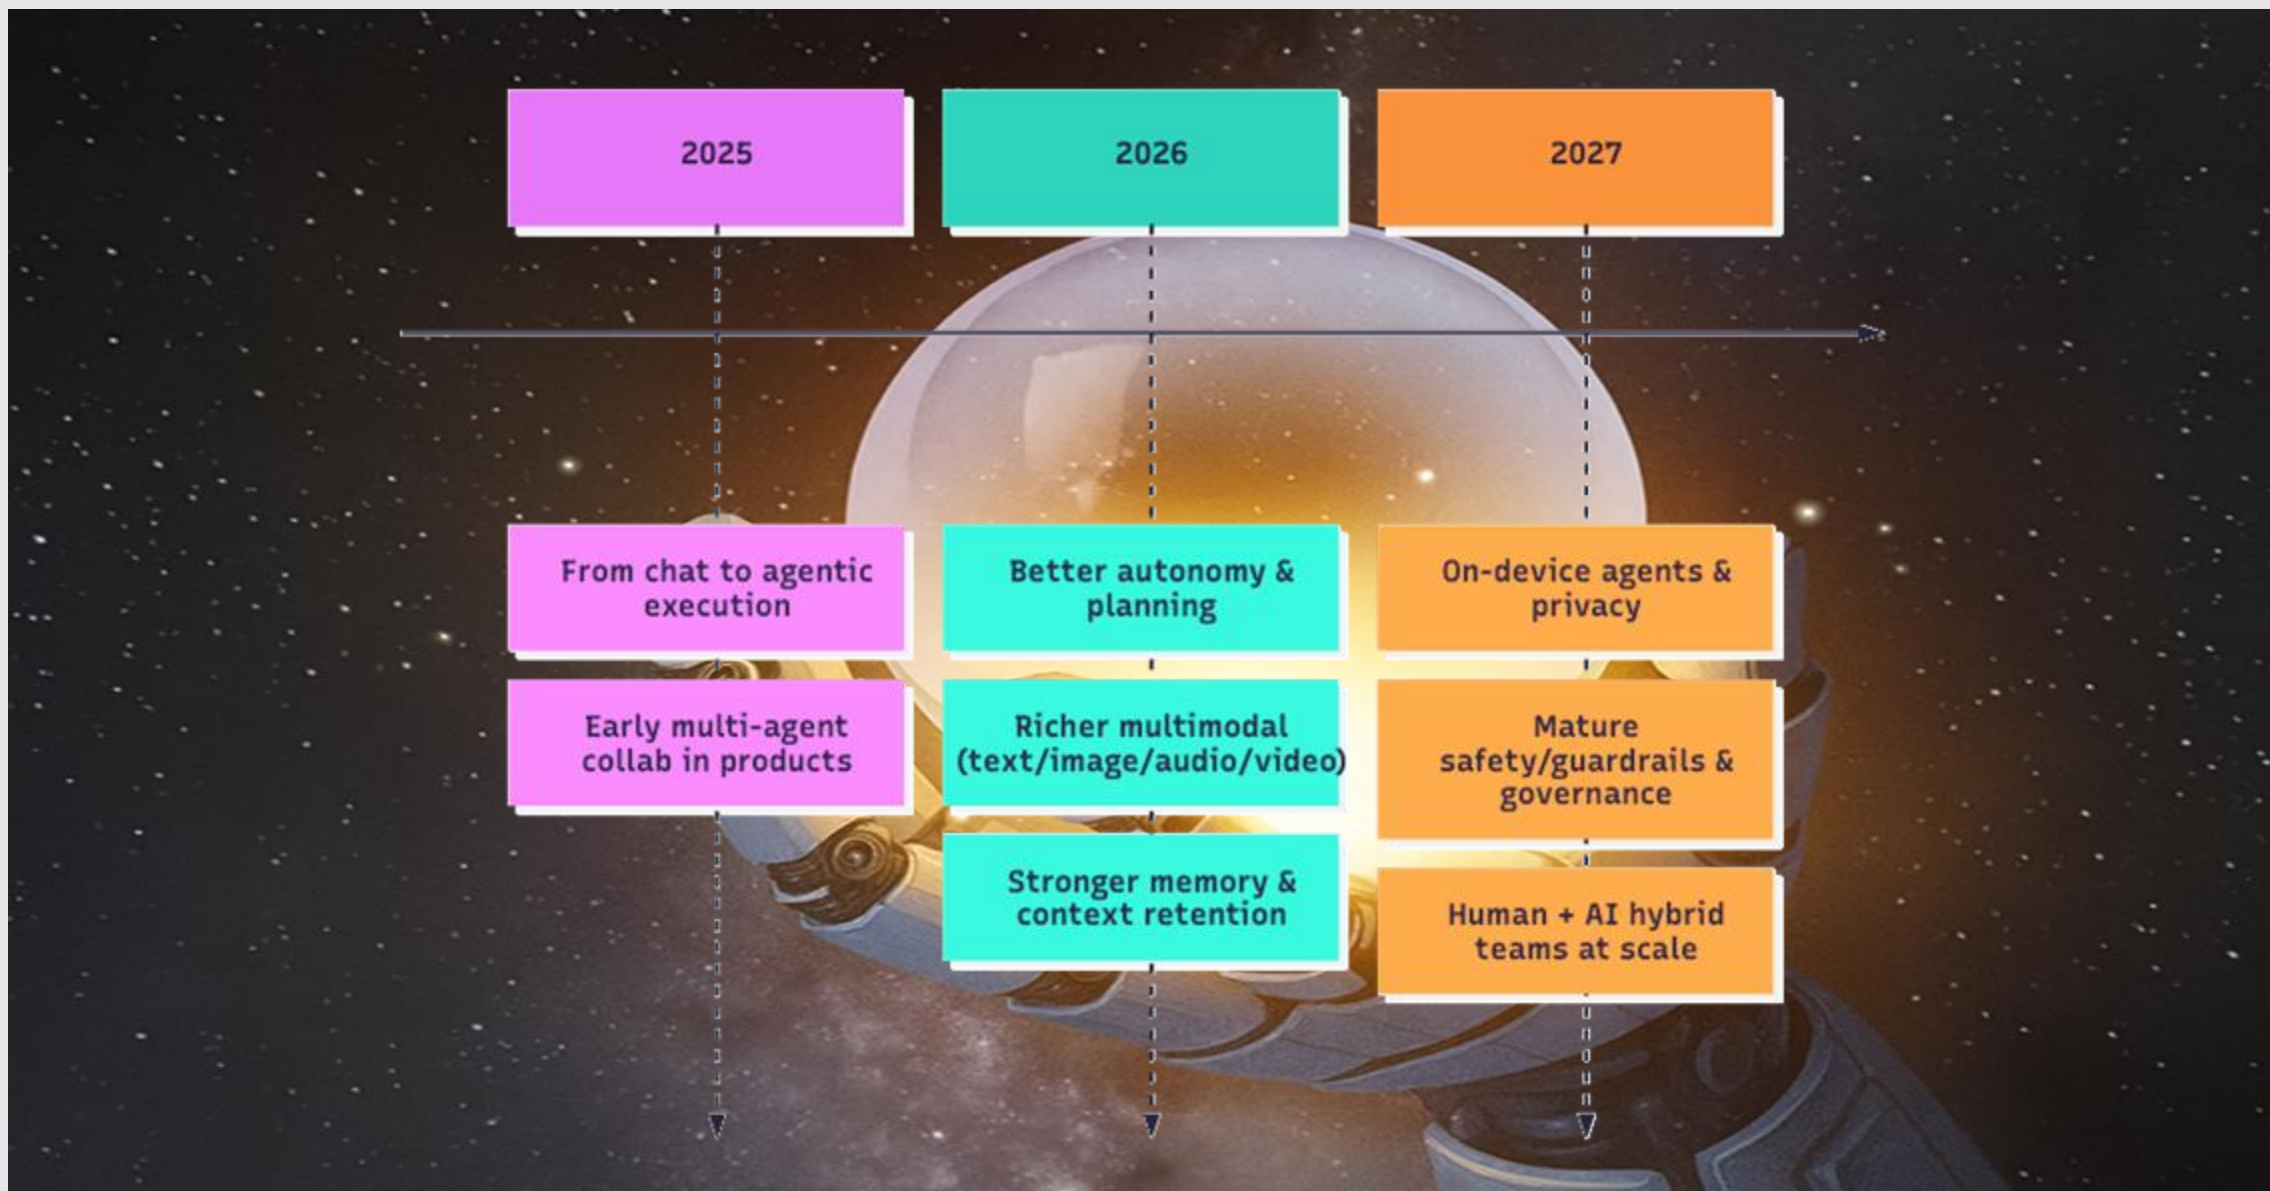 2025
2026
2027
From chat to agentic
execution
Early multi-agent
collab in products
Better autonomy &
planning
Richer multimodal
(text/image/audio/video)
Stronger memory &
context retention
On-device agents &
privacy
Mature
safety/guardrails &
governance
Human + AI hybrid
teams at scale